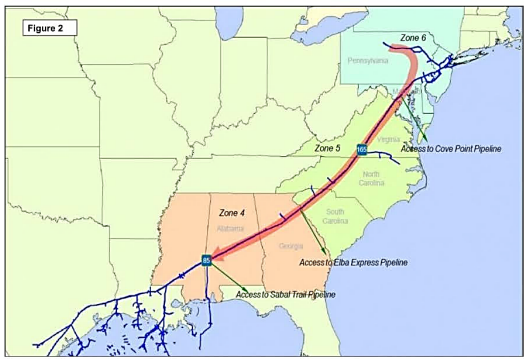 Figure 2
Zone 6
Pennsylvania
Zone 5
165
Virginia
Access to Cove Point Pipeline
North
Carolina
Zone 4
South
Carolina
Alabama
Georgia
85
Access to Elba Express Pipeline
Access to Sabal Trail Pipeline